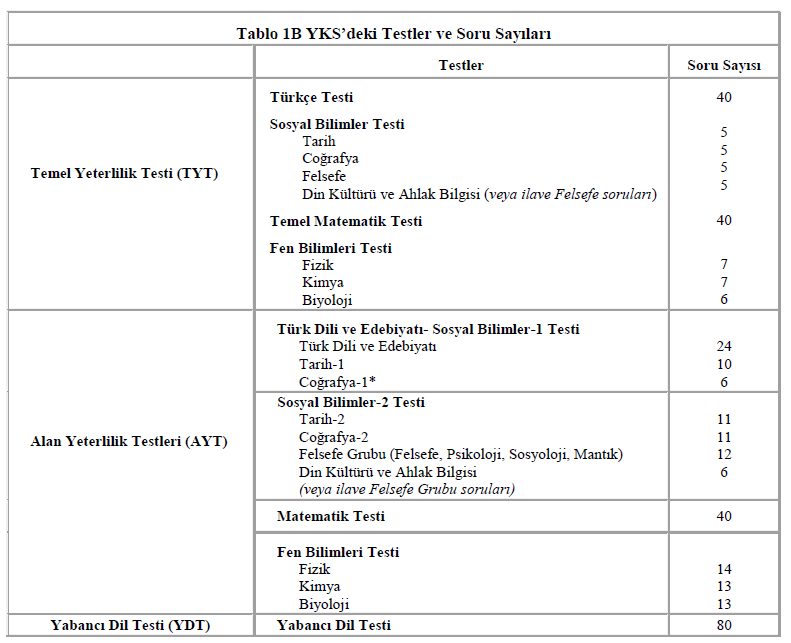 Tablo 1B YKS’deki Testler ve Soru Sayıları
Testler Soru Sayısı
Temel Yeterlilik Testi (TYT)
Türkçe Testi 40
Sosyal Bilimler Testi
Tarih 5
Coğrafya 5
Felsefe 5
Din Kültürü ve Ahlak Bilgisi (veya ilave Felsefe soruları) 5
Temel Matematik Testi 40
Fen Bilimleri Testi
Fizik 7
Kimya 7
Biyoloji 6
Alan Yeterlilik Testleri (AYT)
Türk Dili ve Edebiyatı- Sosyal Bilimler-1 Testi
Türk Dili ve Edebiyatı 24
Tarih-1 10
Coğrafya-1* 6
Sosyal Bilimler-2 Testi
Tarih-2 11
Coğrafya-2 11
Felsefe Grubu (Felsefe, Psikoloji, Sosyoloji, Mantık) 12
Din Kültürü ve Ahlak Bilgisi 6
(veya ilave Felsefe Grubu soruları)
Matematik Testi 40
Fen Bilimleri Testi
Fizik 14
Kimya 13
Biyoloji 13
Yabancı Dil Testi (YDT) Yabancı Dil Testi 80